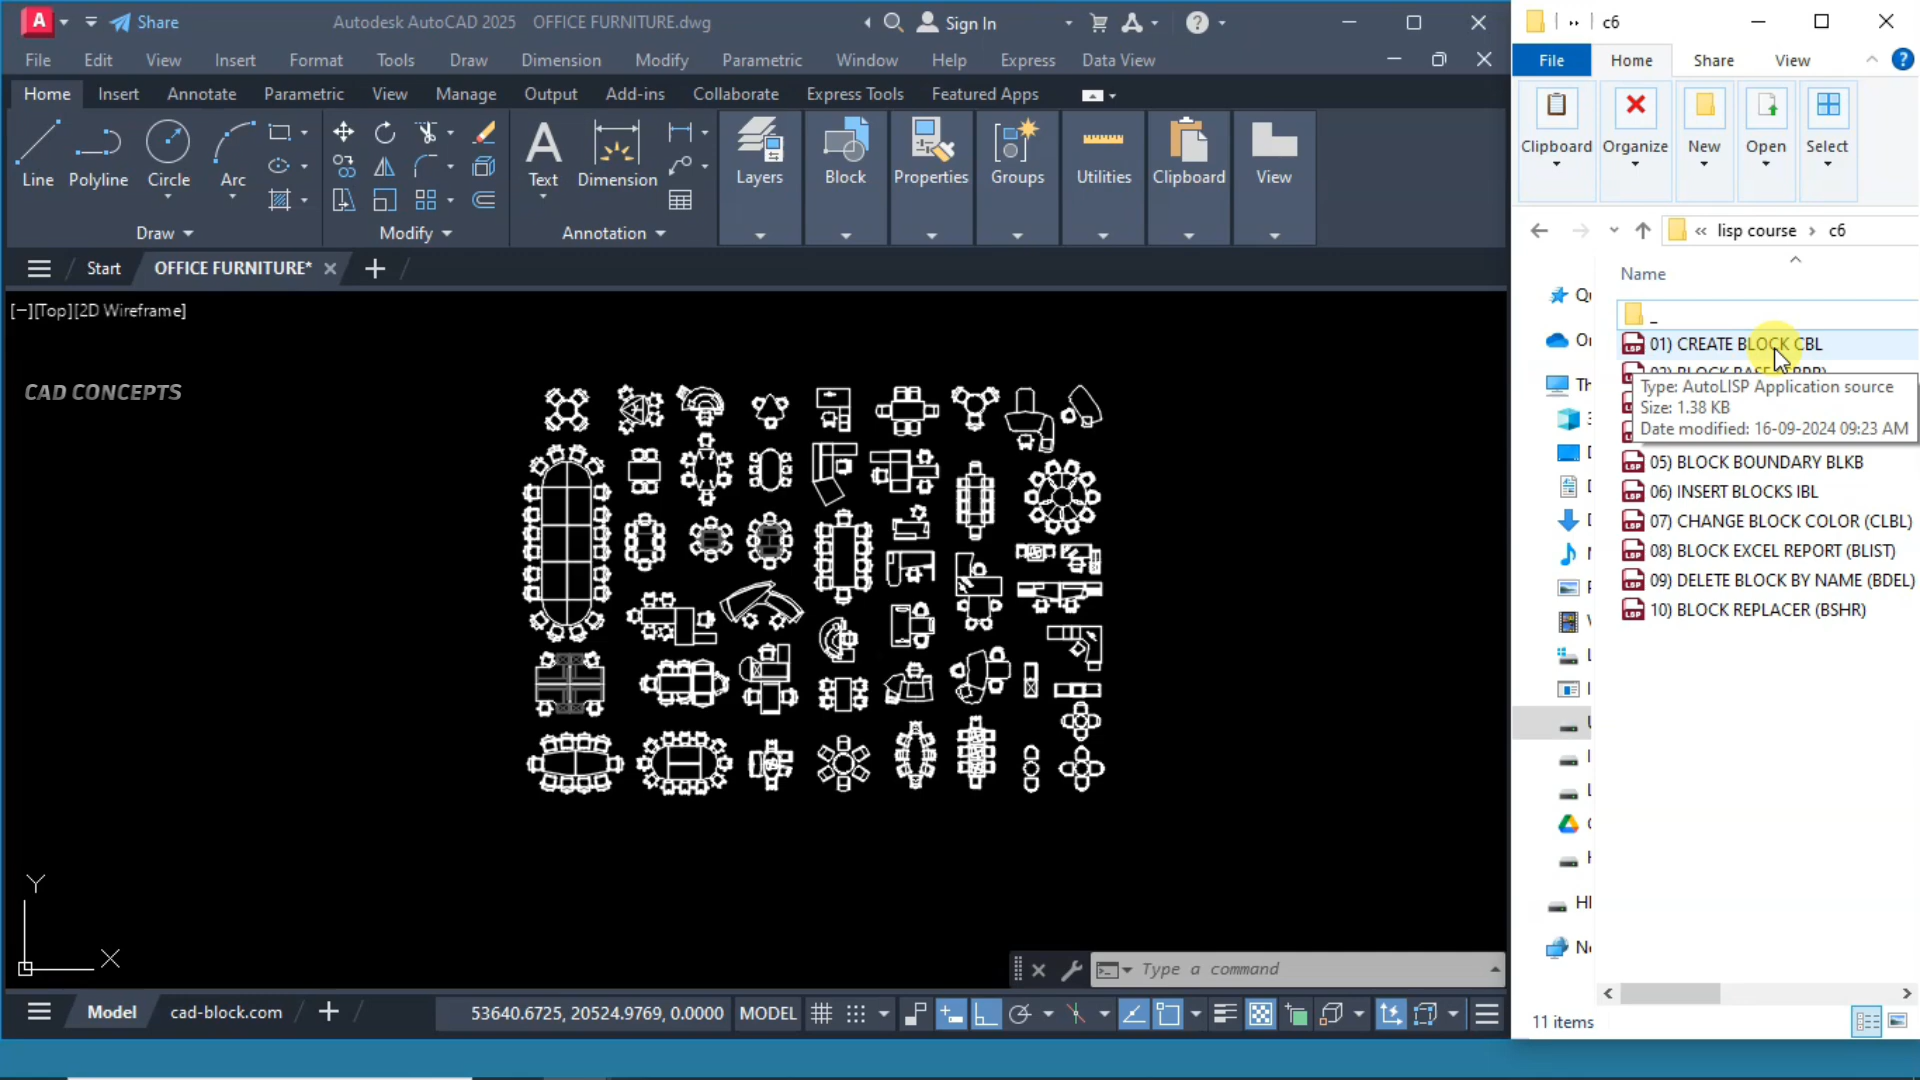 Share
Autodesk AutoCAD 2025 OFFICE FURNITURE.dwg
Sign In
File Edit View Insert Format Tools Draw Dimension Modify Parametric Window Help Express Data View
Home Insert Annotate Parametric View Manage Output Add-ins Collaborate Express Tools Featured Apps
Line Polyline Circle Arc
Text Dimension
Layers Block Properties Groups Utilities Clipboard View
Draw Modify Annotation
Start OFFICE FURNITURE*
[−][Top][2D Wireframe]
CAD CONCEPTS
Y
X
Type a command
Model cad-block.com
53640.6725, 20524.9769, 0.0000 MODEL
c6
File Home Share View
Clipboard Organize New Open Select
« lisp course › c6
Name
_
01) CREATE BLOCK CBL
Type: AutoLISP Application source
Size: 1.38 KB
Date modified: 16-09-2024 09:23 AM
05) BLOCK BOUNDARY BLKB
06) INSERT BLOCKS IBL
07) CHANGE BLOCK COLOR (CLBL)
08) BLOCK EXCEL REPORT (BLIST)
09) DELETE BLOCK BY NAME (BDEL)
10) BLOCK REPLACER (BSHR)
11 items